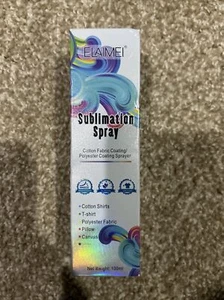 ELAIMEI
Sublimation
Spray
Cotton Fabric Coating/
Polyester Coating Sprayer
• Cotton Shirts
• T-shirt
Polyester Fabric
• Pillow
• Canvas
Net Weight: 100ml